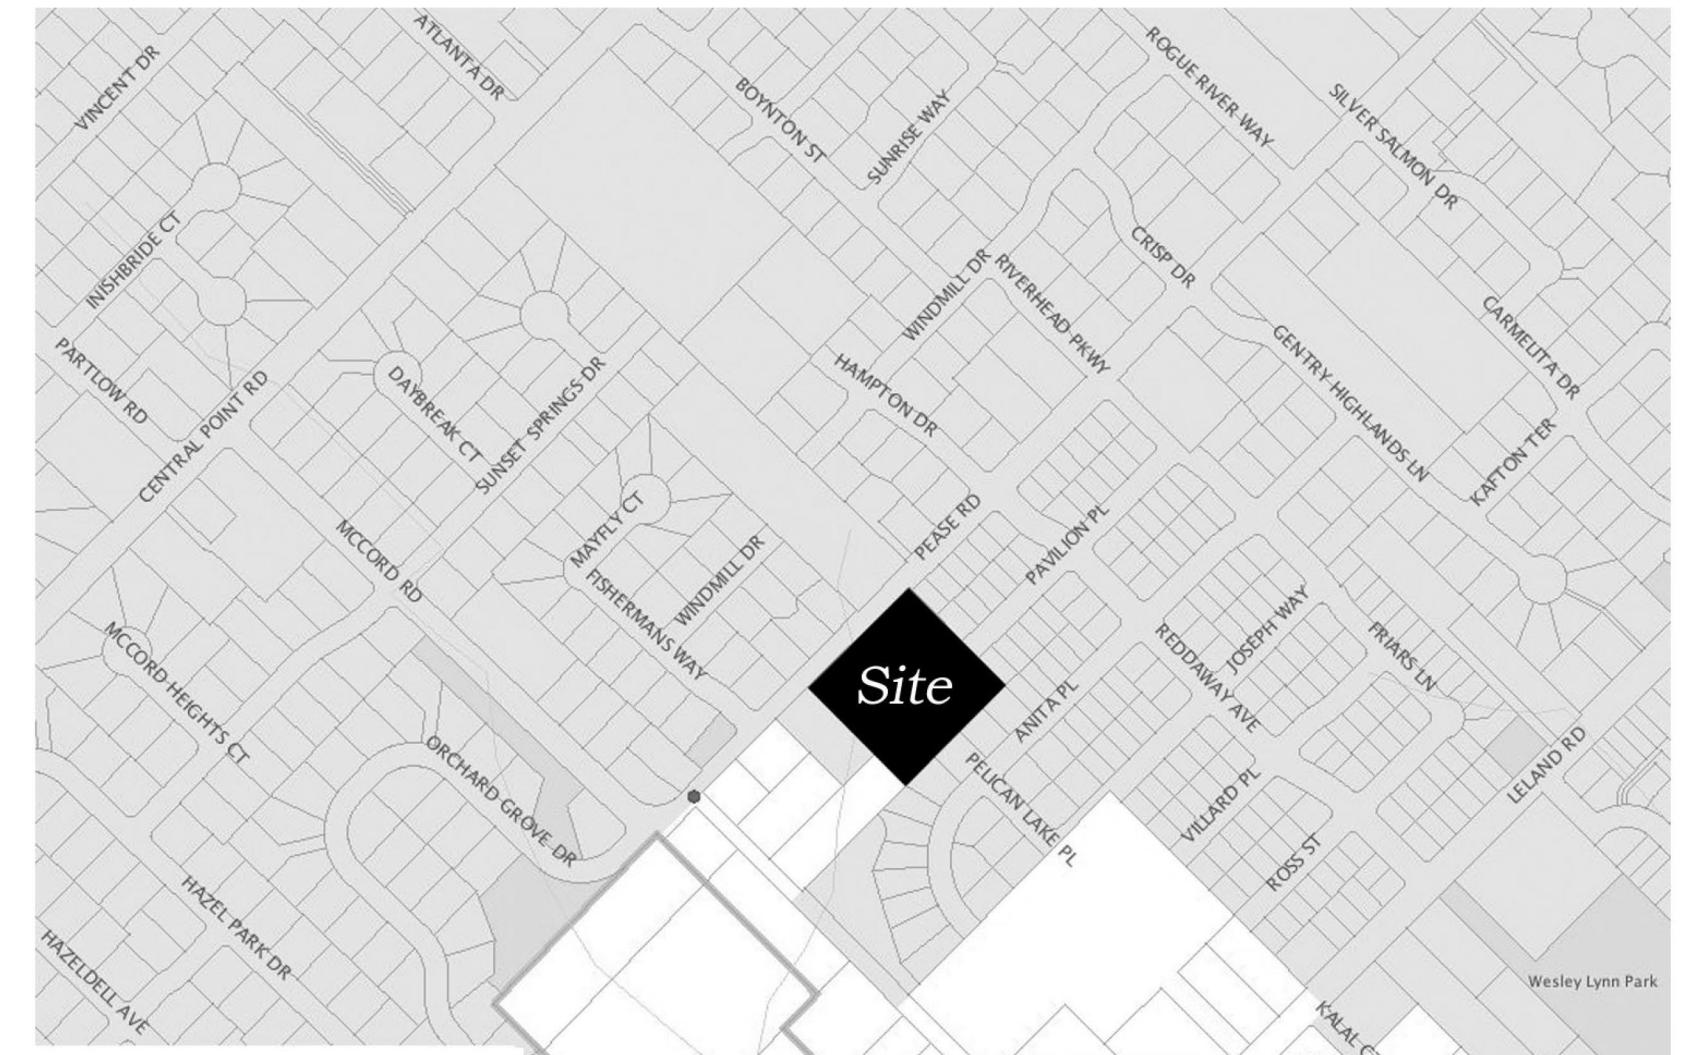 ATLANTA DR
VINCENT DR
BOYNTON ST
SUNRISE WAY
ROGUE RIVER WAY
SILVER SALMON DR
INISHBRIDE CT
CRISP DR
WINDMILL DR
RIVERHEAD PKWY
CARMELITA DR
PARTLOW RD
CENTRAL POINT RD
DAYBREAK CT
SUNSET SPRINGS DR
HAMPTON DR
GENTRY HIGHLANDS LN
KAFTON TER
MCCORD RD
MAYFLY CT
WINDMILL DR
FISHERMANS WAY
PEASE RD
PAVILION PL
MCCORD HEIGHTS CT
Site
REDDAWAY AVE
JOSEPH WAY
FRIARS LN
ANITA PL
ORCHARD GROVE DR
PELICAN LAKE PL
VILLARD PL
LELAND RD
ROSS ST
HAZEL PARK DR
HAZELDELL AVE
Wesley Lynn Park
KALAL